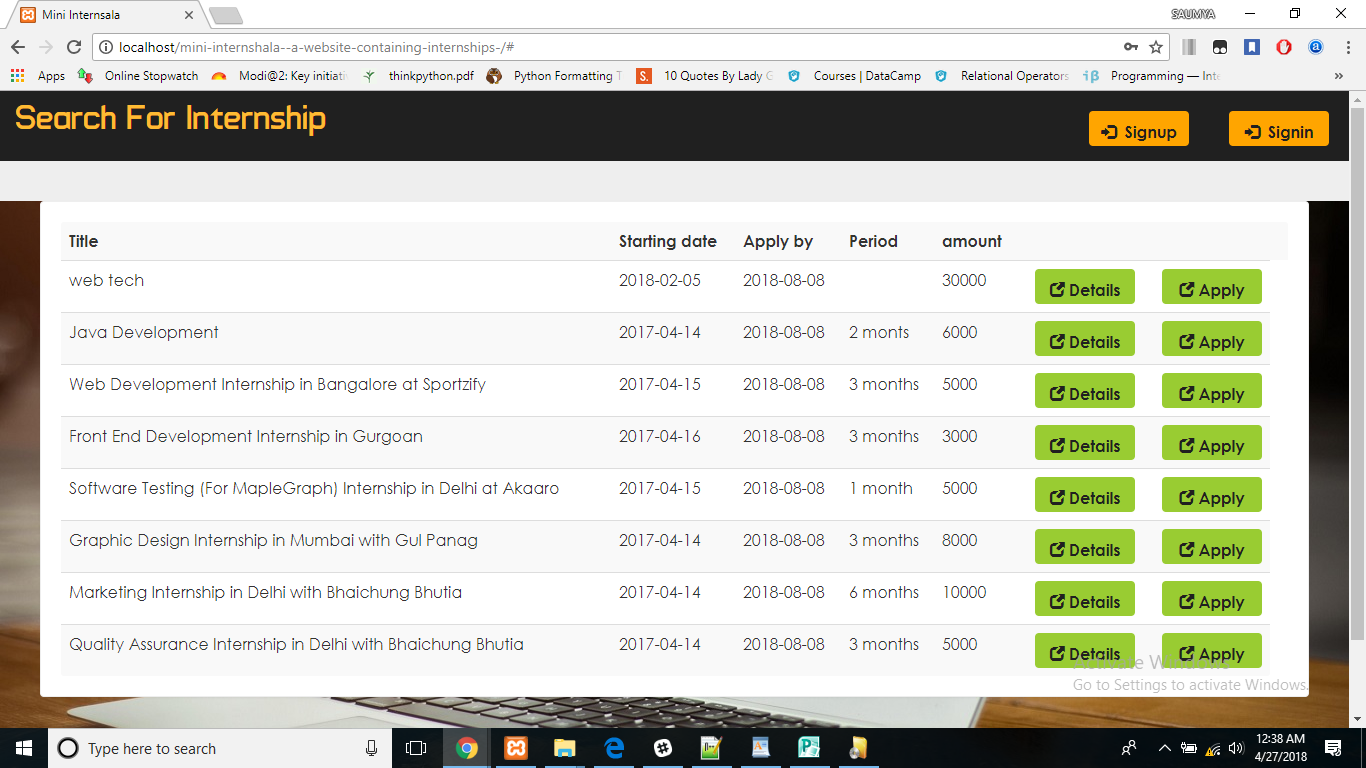 Mini Internsala
SAUMYA
localhost/mini-internshala--a-website-containing-internships-/#
Apps Online Stopwatch Modi@2: Key initiati thinkpython.pdf Python Formatting T S. 10 Quotes By Lady G Courses | DataCamp Relational Operators iβ Programming — Inte »
Search For Internship
Signup Signin
Title Starting date Apply by Period amount
web tech 2018-02-05 2018-08-08 30000 Details Apply
Java Development 2017-04-14 2018-08-08 2 monts 6000 Details Apply
Web Development Internship in Bangalore at Sportzify 2017-04-15 2018-08-08 3 months 5000 Details Apply
Front End Development Internship in Gurgoan 2017-04-16 2018-08-08 3 months 3000 Details Apply
Software Testing (For MapleGraph) Internship in Delhi at Akaaro 2017-04-15 2018-08-08 1 month 5000 Details Apply
Graphic Design Internship in Mumbai with Gul Panag 2017-04-14 2018-08-08 3 months 8000 Details Apply
Marketing Internship in Delhi with Bhaichung Bhutia 2017-04-14 2018-08-08 6 months 10000 Details Apply
Quality Assurance Internship in Delhi with Bhaichung Bhutia 2017-04-14 2018-08-08 3 months 5000 Details Apply
Activate Windows
Go to Settings to activate Windows.
Type here to search
12:38 AM
4/27/2018